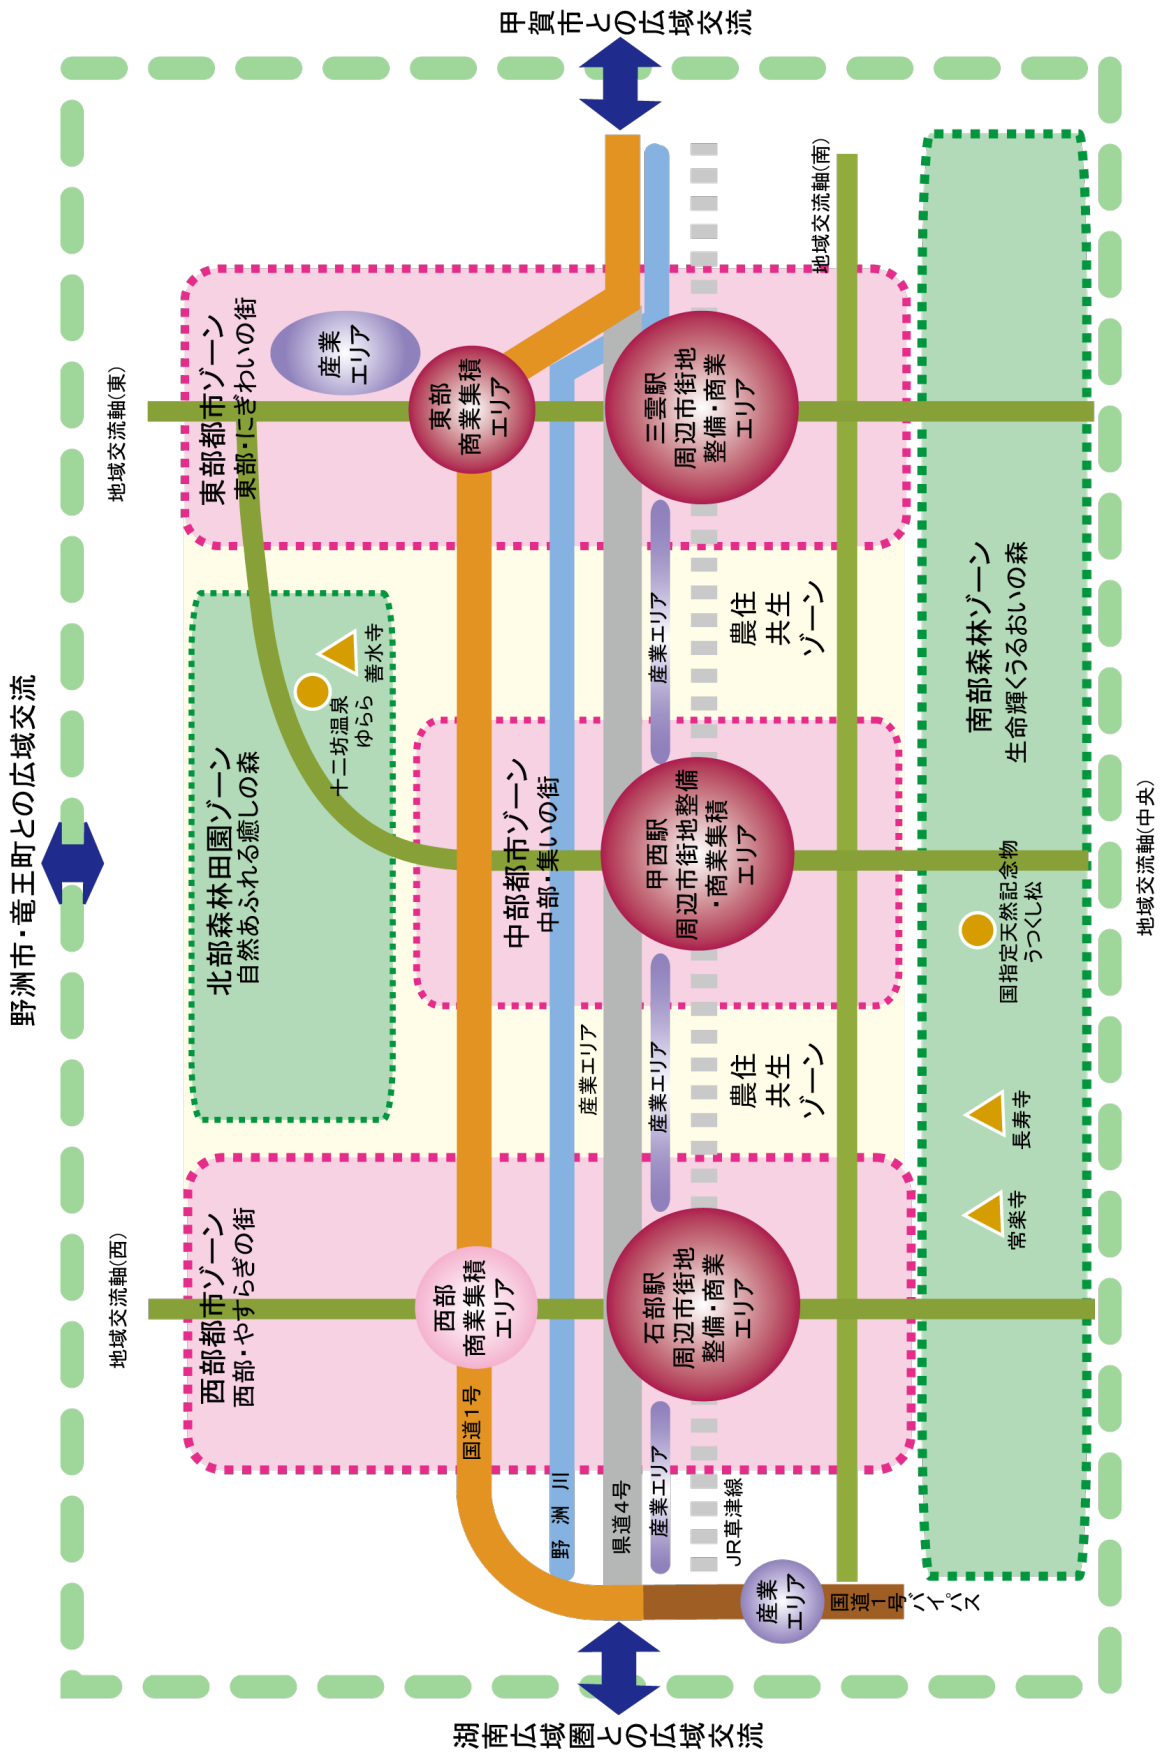 野洲市・竜王町との広域交流
地域交流軸(西)
地域交流軸(東)
西部都市ゾーン
西部・やすらぎの街
北部森林田園ゾーン
自然あふれる癒しの森
東部都市ゾーン
東部・にぎわいの街
十二坊温泉
ゆらら
善水寺
産業
エリア
西部
商業集積
エリア
東部
商業集積
エリア
国道1号
中部都市ゾーン
中部・集いの街
野洲川
産業エリア
県道4号
産業エリア
産業エリア
産業エリア
石部駅
周辺市街地
整備・商業
エリア
甲西駅
周辺市街地整備
・商業集積
エリア
三雲駅
周辺市街地
整備・商業
エリア
JR草津線
農住
共生
ゾーン
農住
共生
ゾーン
産業
エリア
国道1号バイパス
地域交流軸(南)
湖南広域圏との広域交流
甲賀市との広域交流
南部森林ゾーン
生命輝くうるおいの森
常楽寺
長寿寺
国指定天然記念物
うつくし松
地域交流軸(中央)